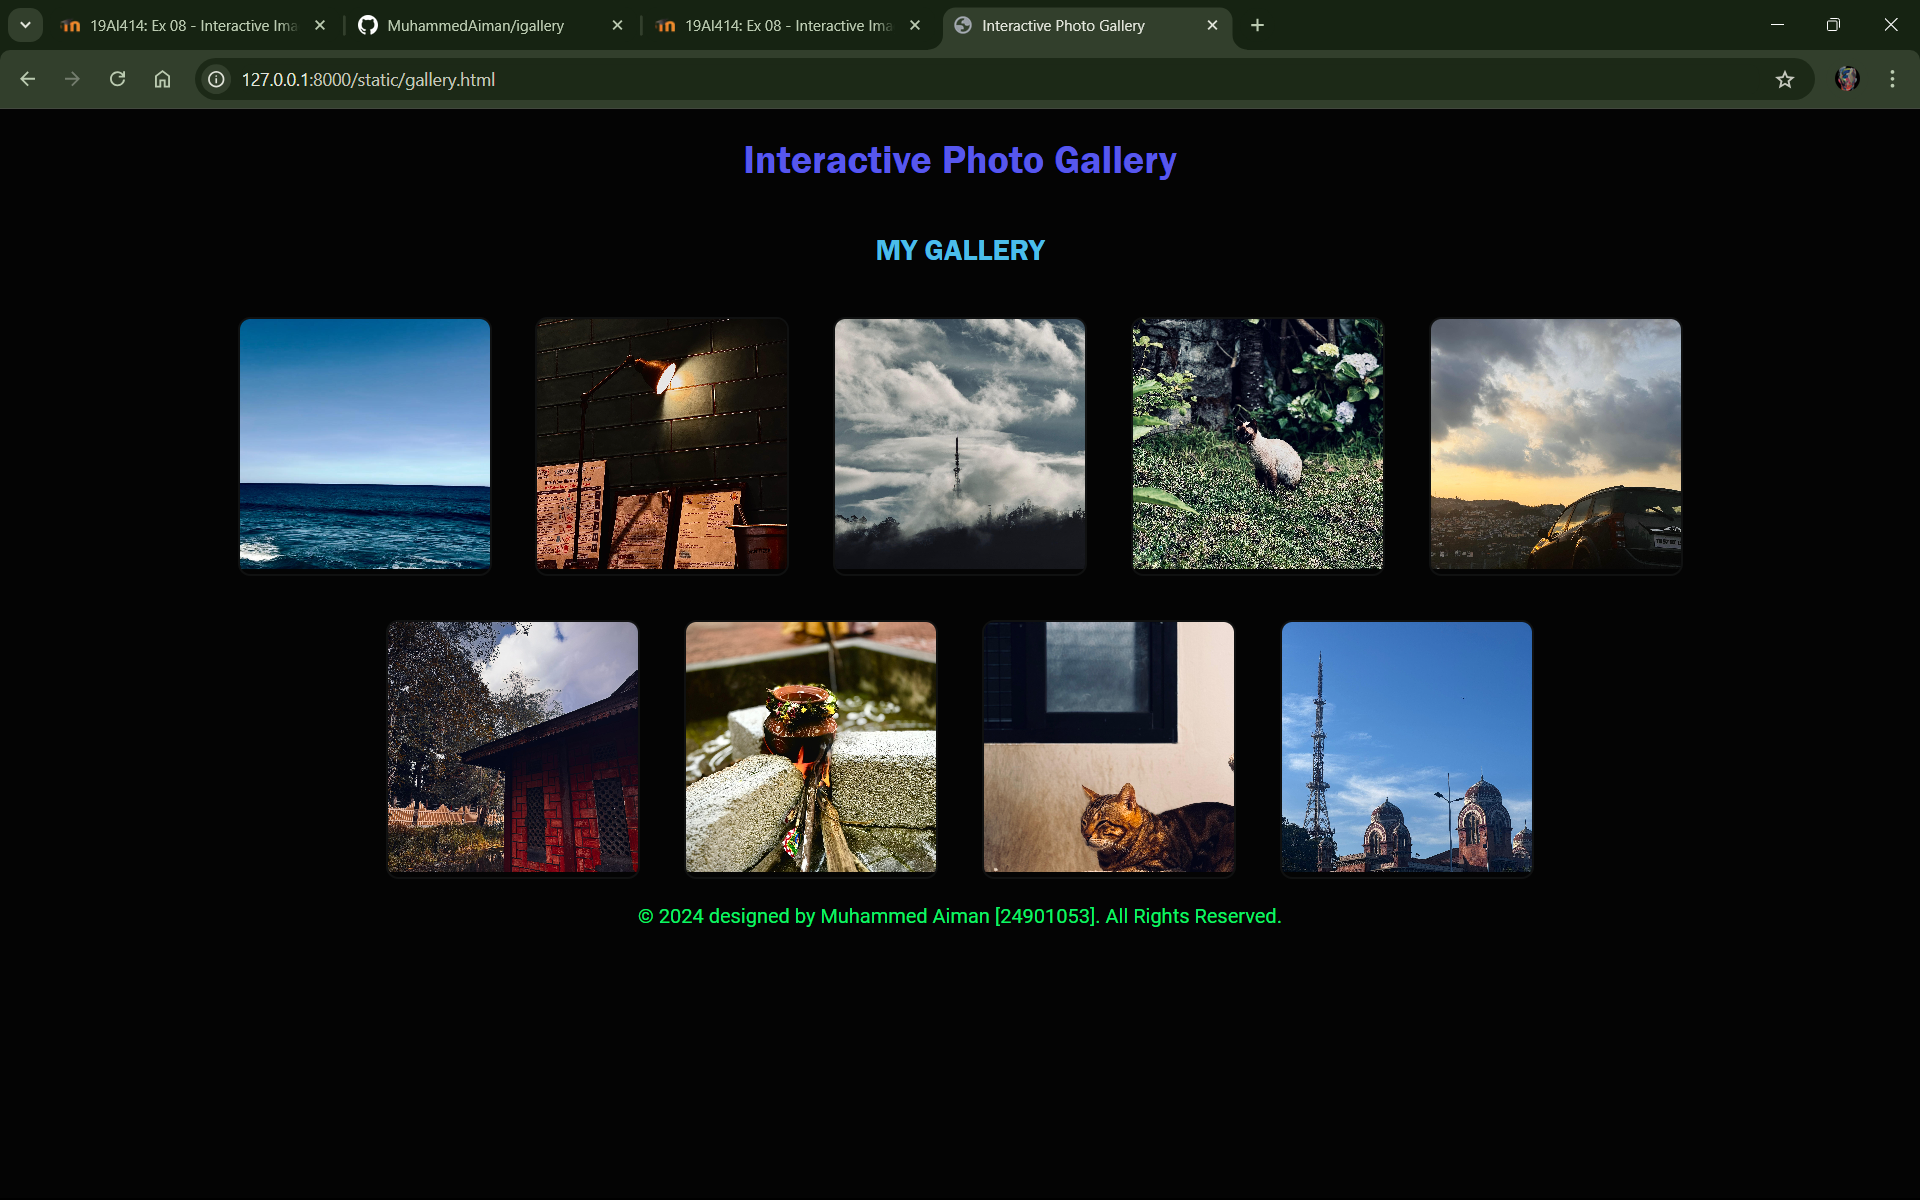 19AI414: Ex 08 - Interactive Ima
MuhammedAiman/igallery
19AI414: Ex 08 - Interactive Ima
Interactive Photo Gallery
127.0.0.1:8000/static/gallery.html
Interactive Photo Gallery
MY GALLERY
© 2024 designed by Muhammed Aiman [24901053]. All Rights Reserved.